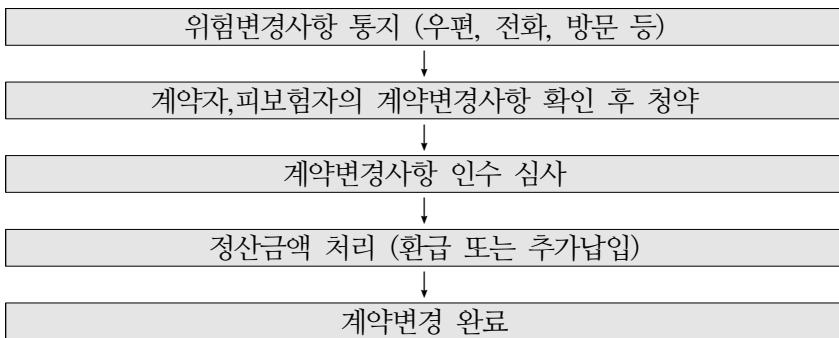 위험변경사항 통지 (우편, 전화, 방문 등)
계약자,피보험자의 계약변경사항 확인 후 청약
계약변경사항 인수 심사
정산금액 처리 (환급 또는 추가납입)
계약변경 완료